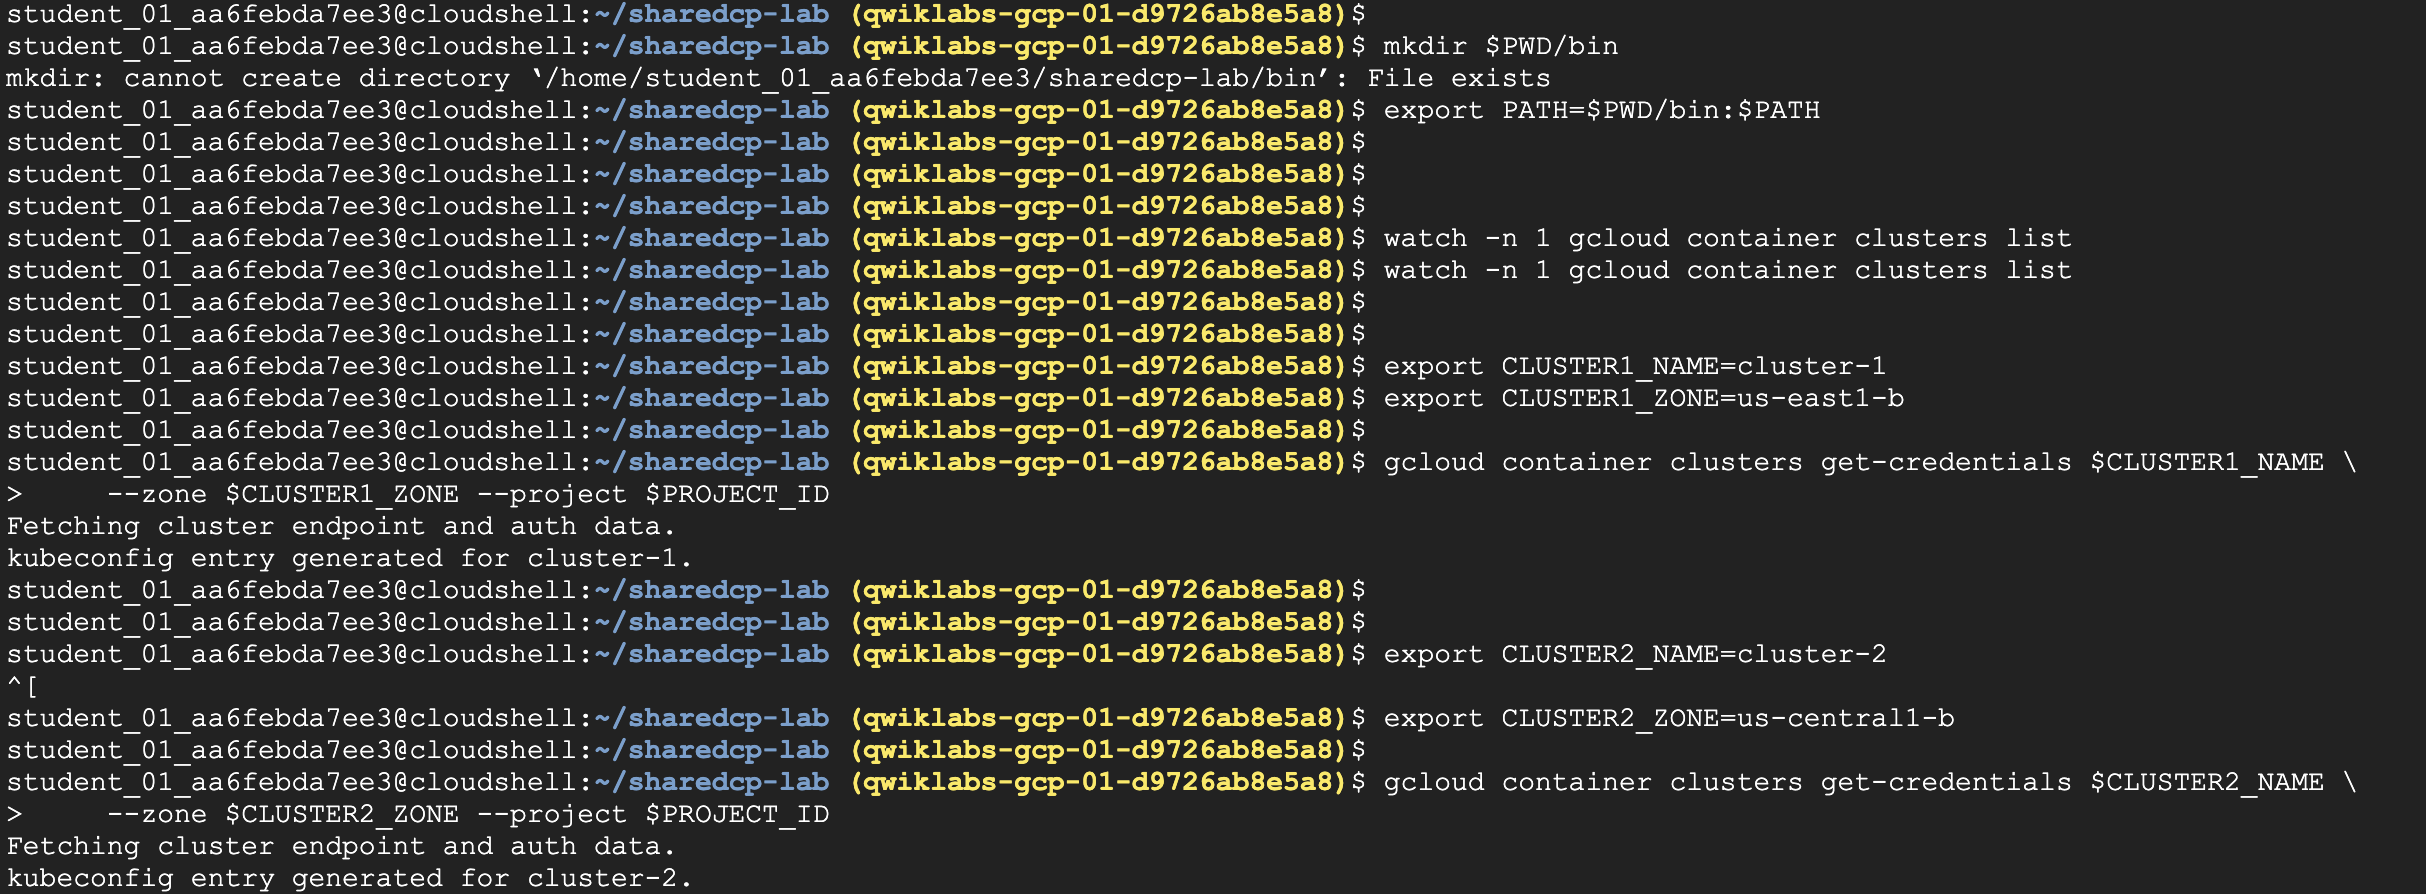 student_01_aa6febda7ee3@cloudshell:~/sharedcp-lab (qwiklabs-gcp-01-d9726ab8e5a8)$
student_01_aa6febda7ee3@cloudshell:~/sharedcp-lab (qwiklabs-gcp-01-d9726ab8e5a8)$ mkdir $PWD/bin
mkdir: cannot create directory ‘/home/student_01_aa6febda7ee3/sharedcp-lab/bin’: File exists
student_01_aa6febda7ee3@cloudshell:~/sharedcp-lab (qwiklabs-gcp-01-d9726ab8e5a8)$ export PATH=$PWD/bin:$PATH
student_01_aa6febda7ee3@cloudshell:~/sharedcp-lab (qwiklabs-gcp-01-d9726ab8e5a8)$
student_01_aa6febda7ee3@cloudshell:~/sharedcp-lab (qwiklabs-gcp-01-d9726ab8e5a8)$
student_01_aa6febda7ee3@cloudshell:~/sharedcp-lab (qwiklabs-gcp-01-d9726ab8e5a8)$
student_01_aa6febda7ee3@cloudshell:~/sharedcp-lab (qwiklabs-gcp-01-d9726ab8e5a8)$ watch -n 1 gcloud container clusters list
student_01_aa6febda7ee3@cloudshell:~/sharedcp-lab (qwiklabs-gcp-01-d9726ab8e5a8)$ watch -n 1 gcloud container clusters list
student_01_aa6febda7ee3@cloudshell:~/sharedcp-lab (qwiklabs-gcp-01-d9726ab8e5a8)$
student_01_aa6febda7ee3@cloudshell:~/sharedcp-lab (qwiklabs-gcp-01-d9726ab8e5a8)$
student_01_aa6febda7ee3@cloudshell:~/sharedcp-lab (qwiklabs-gcp-01-d9726ab8e5a8)$ export CLUSTER1_NAME=cluster-1
student_01_aa6febda7ee3@cloudshell:~/sharedcp-lab (qwiklabs-gcp-01-d9726ab8e5a8)$ export CLUSTER1_ZONE=us-east1-b
student_01_aa6febda7ee3@cloudshell:~/sharedcp-lab (qwiklabs-gcp-01-d9726ab8e5a8)$
student_01_aa6febda7ee3@cloudshell:~/sharedcp-lab (qwiklabs-gcp-01-d9726ab8e5a8)$ gcloud container clusters get-credentials $CLUSTER1_NAME \
>     --zone $CLUSTER1_ZONE --project $PROJECT_ID
Fetching cluster endpoint and auth data.
kubeconfig entry generated for cluster-1.
student_01_aa6febda7ee3@cloudshell:~/sharedcp-lab (qwiklabs-gcp-01-d9726ab8e5a8)$
student_01_aa6febda7ee3@cloudshell:~/sharedcp-lab (qwiklabs-gcp-01-d9726ab8e5a8)$
student_01_aa6febda7ee3@cloudshell:~/sharedcp-lab (qwiklabs-gcp-01-d9726ab8e5a8)$ export CLUSTER2_NAME=cluster-2
^[
student_01_aa6febda7ee3@cloudshell:~/sharedcp-lab (qwiklabs-gcp-01-d9726ab8e5a8)$ export CLUSTER2_ZONE=us-central1-b
student_01_aa6febda7ee3@cloudshell:~/sharedcp-lab (qwiklabs-gcp-01-d9726ab8e5a8)$
student_01_aa6febda7ee3@cloudshell:~/sharedcp-lab (qwiklabs-gcp-01-d9726ab8e5a8)$ gcloud container clusters get-credentials $CLUSTER2_NAME \
>     --zone $CLUSTER2_ZONE --project $PROJECT_ID
Fetching cluster endpoint and auth data.
kubeconfig entry generated for cluster-2.